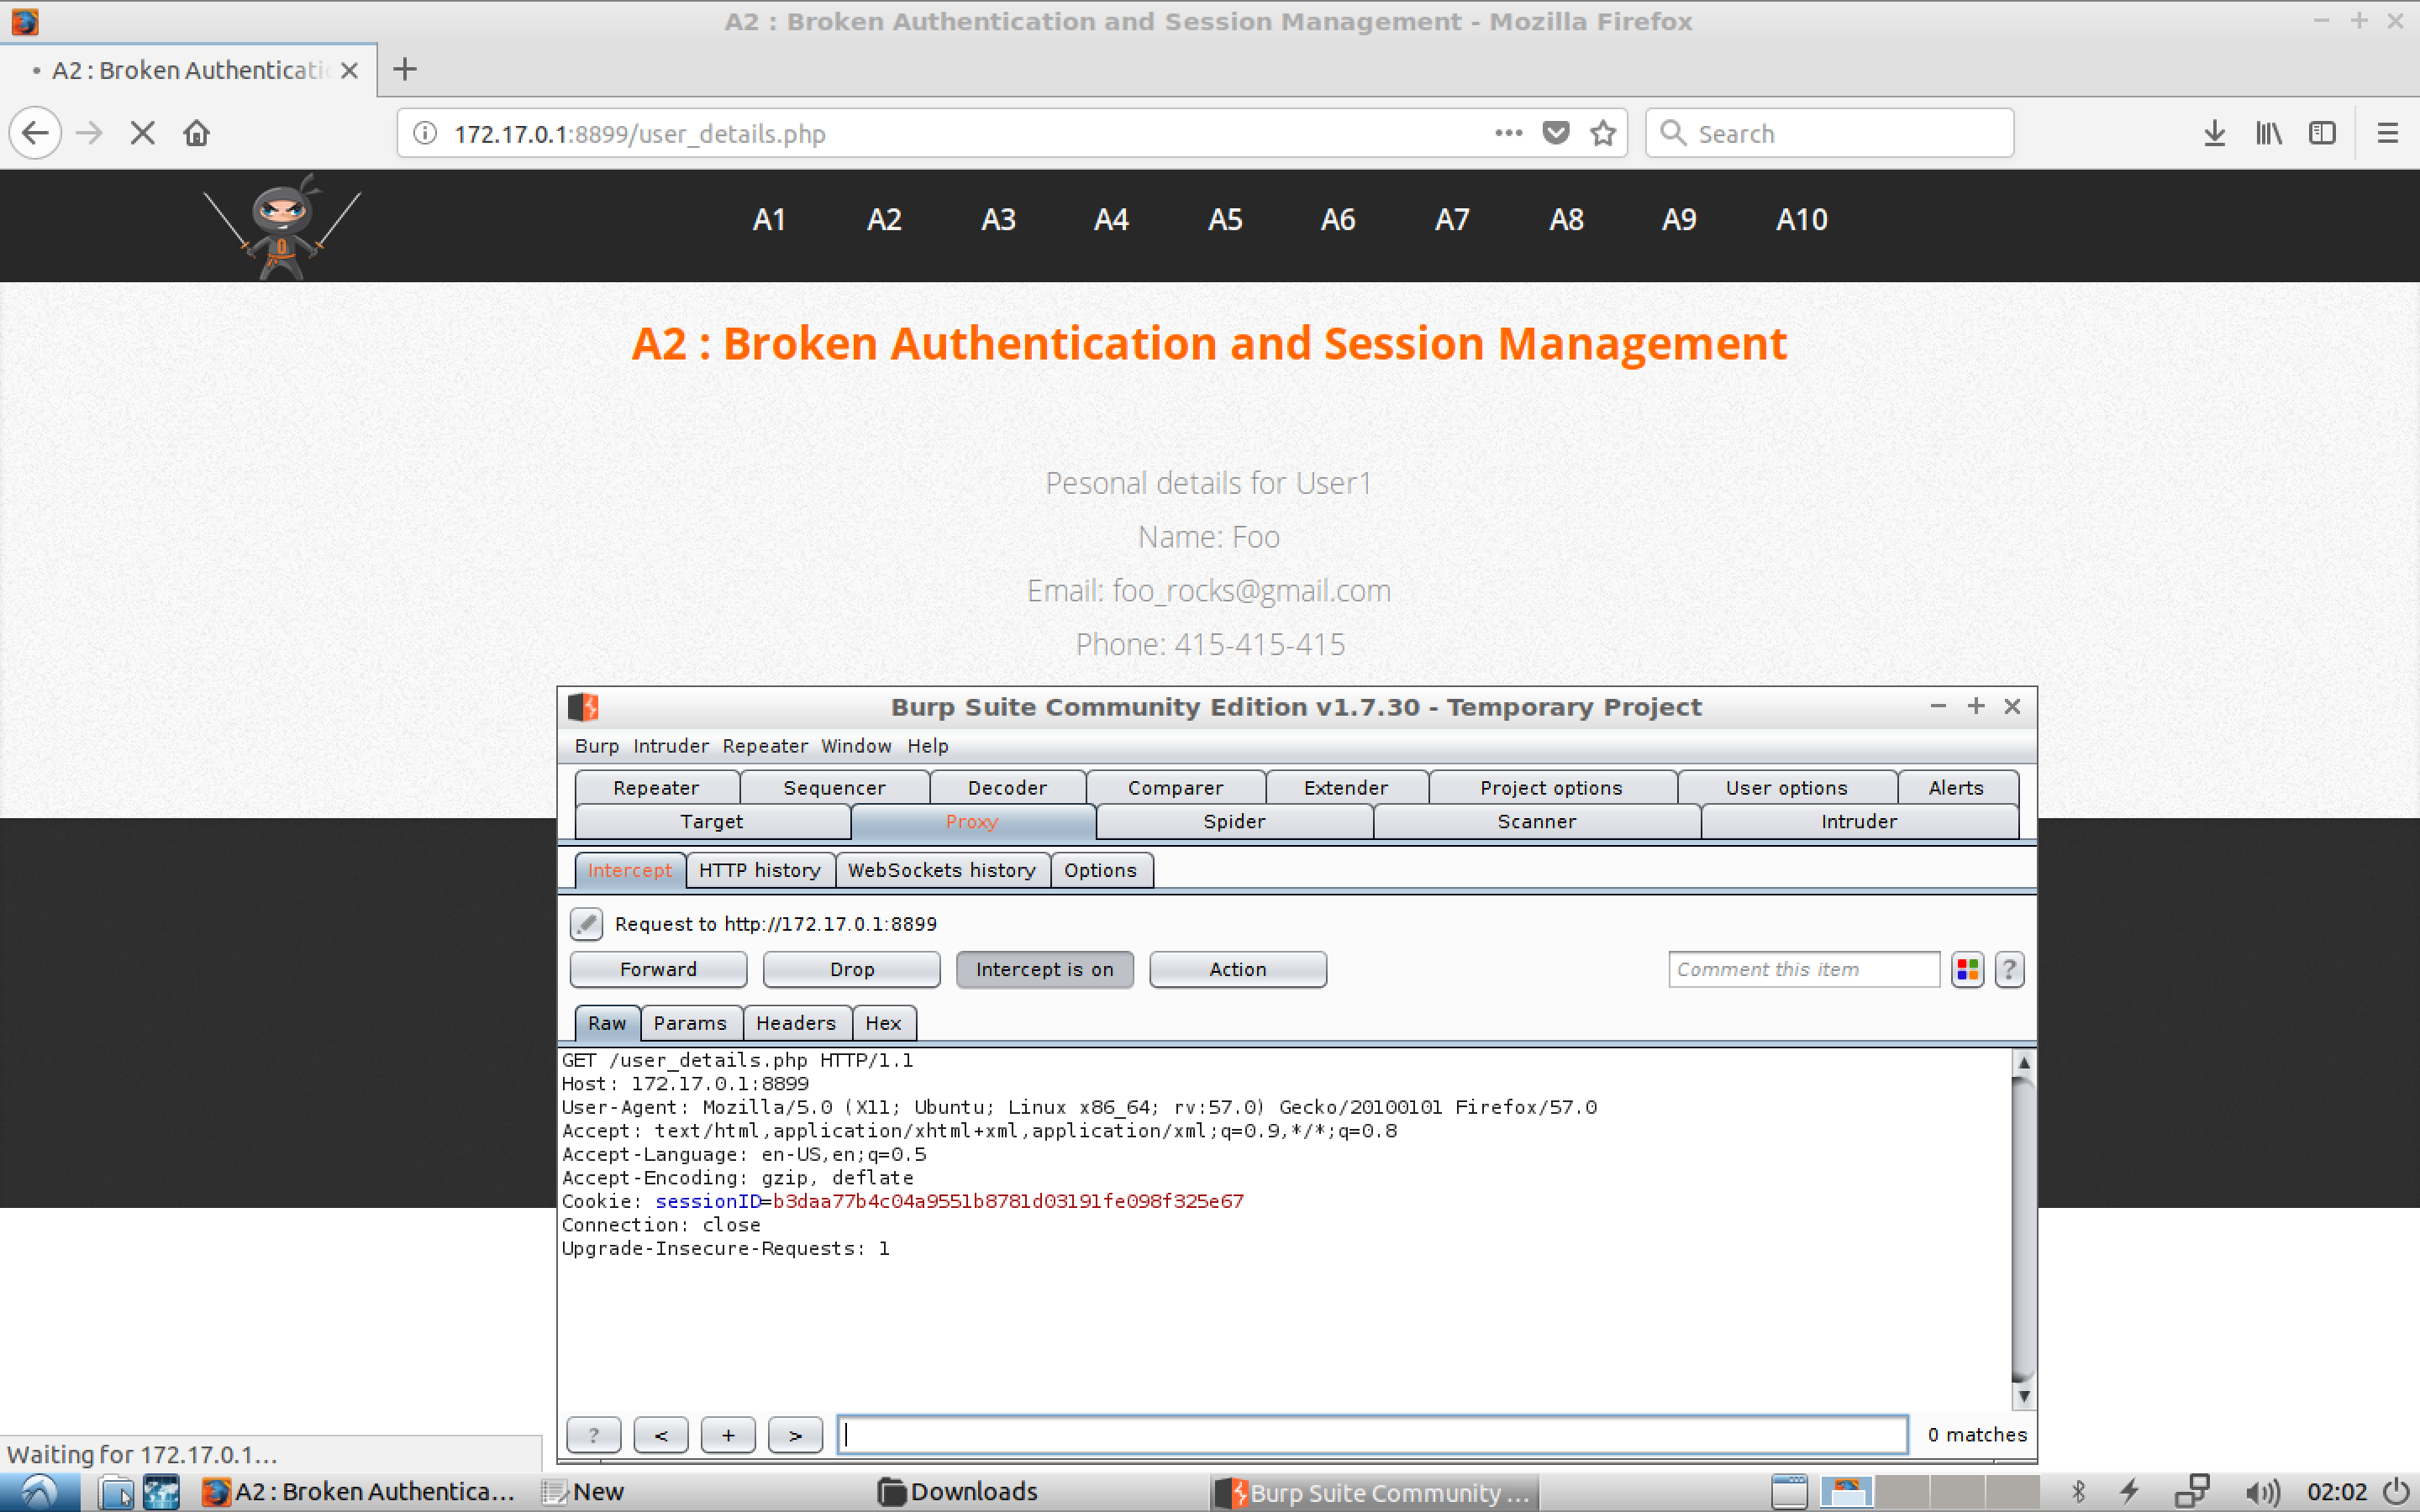 A2 : Broken Authentication and Session Management - Mozilla Firefox
A2 : Broken Authenticatio
172.17.0.1:8899/user_details.php
Search
A1 A2 A3 A4 A5 A6 A7 A8 A9 A10
A2 : Broken Authentication and Session Management
Pesonal details for User1
Name: Foo
Email: foo_rocks@gmail.com
Phone: 415-415-415
Burp Suite Community Edition v1.7.30 - Temporary Project
Burp Intruder Repeater Window Help
Repeater Sequencer Decoder Comparer Extender Project options User options Alerts
Target Proxy Spider Scanner Intruder
Intercept HTTP history WebSockets history Options
Request to http://172.17.0.1:8899
Forward Drop Intercept is on Action Comment this item ?
Raw Params Headers Hex
GET /user_details.php HTTP/1.1
Host: 172.17.0.1:8899
User-Agent: Mozilla/5.0 (X11; Ubuntu; Linux x86_64; rv:57.0) Gecko/20100101 Firefox/57.0
Accept: text/html,application/xhtml+xml,application/xml;q=0.9,*/*;q=0.8
Accept-Language: en-US,en;q=0.5
Accept-Encoding: gzip, deflate
Cookie: sessionID=b3daa77b4c04a9551b8781d03191fe098f325e67
Connection: close
Upgrade-Insecure-Requests: 1
? < + > 0 matches
Waiting for 172.17.0.1...
A2 : Broken Authentica... New Downloads Burp Suite Community ... 02:02